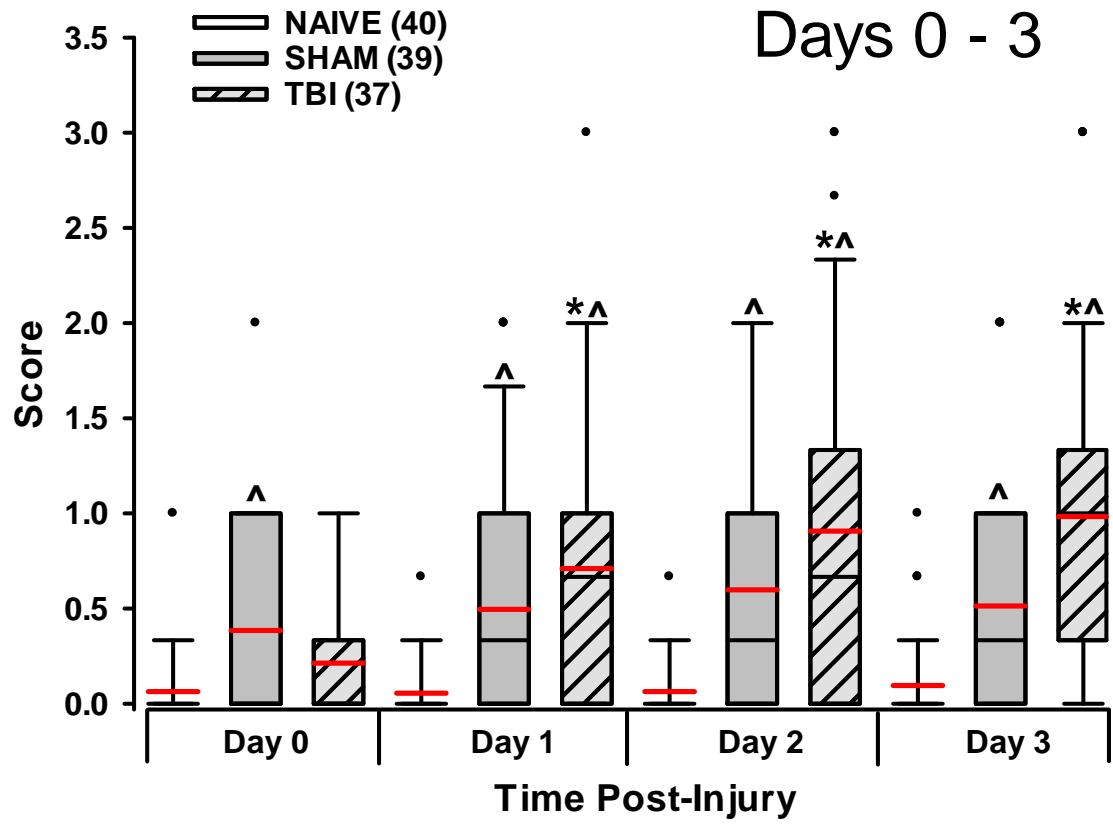 NAIVE (40)
SHAM (39)
TBI (37)
Days 0 - 3
3.5
3.0
2.5
2.0
1.5
1.0
0.5
0.0
Score
^
^
*^
^
*^
^
*^
Day 0
Day 1
Day 2
Day 3
Time Post-Injury